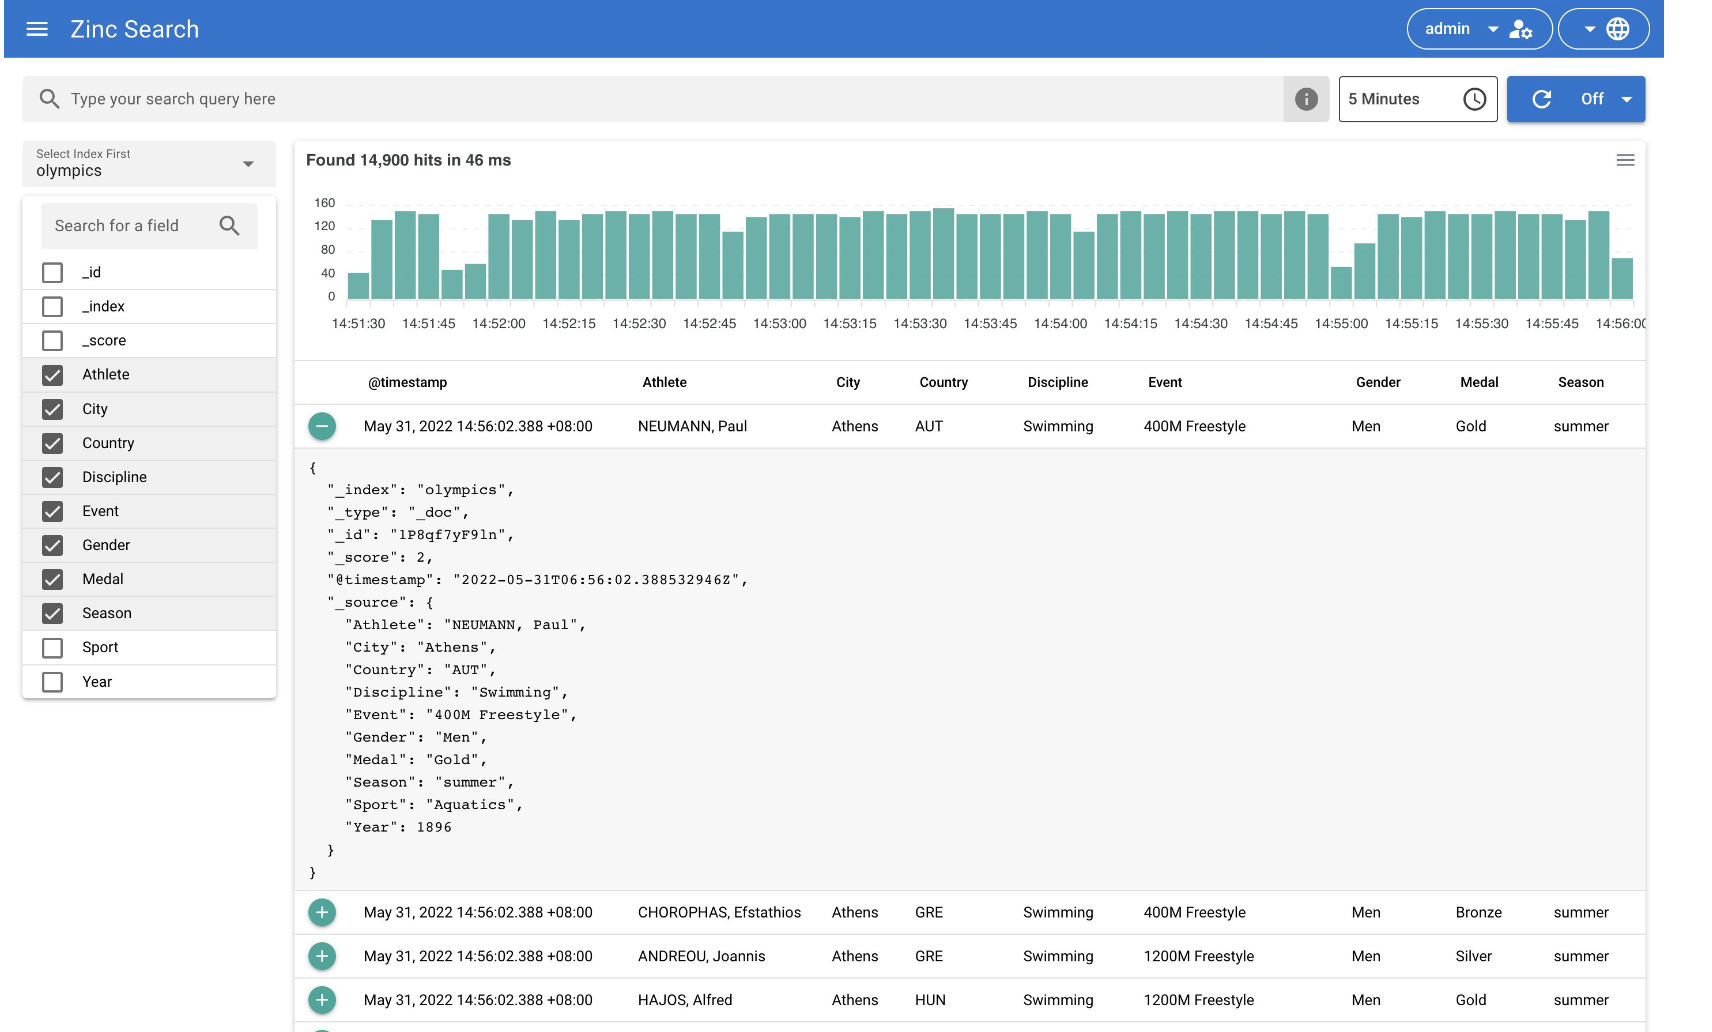 Zinc Search
admin
Type your search query here
5 Minutes
Off
Select Index First
olympics
Search for a field
_id
_index
_score
Athlete
City
Country
Discipline
Event
Gender
Medal
Season
Sport
Year
Found 14,900 hits in 46 ms
160
120
80
40
0
14:51:30 14:51:45 14:52:00 14:52:15 14:52:30 14:52:45 14:53:00 14:53:15 14:53:30 14:53:45 14:54:00 14:54:15 14:54:30 14:54:45 14:55:00 14:55:15 14:55:30 14:55:45 14:56:00
@timestamp Athlete City Country Discipline Event Gender Medal Season
May 31, 2022 14:56:02.388 +08:00 NEUMANN, Paul Athens AUT Swimming 400M Freestyle Men Gold summer
{
"_index": "olympics",
"_type": "_doc",
"_id": "1P8qf7yF9ln",
"_score": 2,
"@timestamp": "2022-05-31T06:56:02.388532946Z",
"_source": {
"Athlete": "NEUMANN, Paul",
"City": "Athens",
"Country": "AUT",
"Discipline": "Swimming",
"Event": "400M Freestyle",
"Gender": "Men",
"Medal": "Gold",
"Season": "summer",
"Sport": "Aquatics",
"Year": 1896
}
}
May 31, 2022 14:56:02.388 +08:00 CHOROPHAS, Efstathios Athens GRE Swimming 400M Freestyle Men Bronze summer
May 31, 2022 14:56:02.388 +08:00 ANDREOU, Joannis Athens GRE Swimming 1200M Freestyle Men Silver summer
May 31, 2022 14:56:02.388 +08:00 HAJOS, Alfred Athens HUN Swimming 1200M Freestyle Men Gold summer